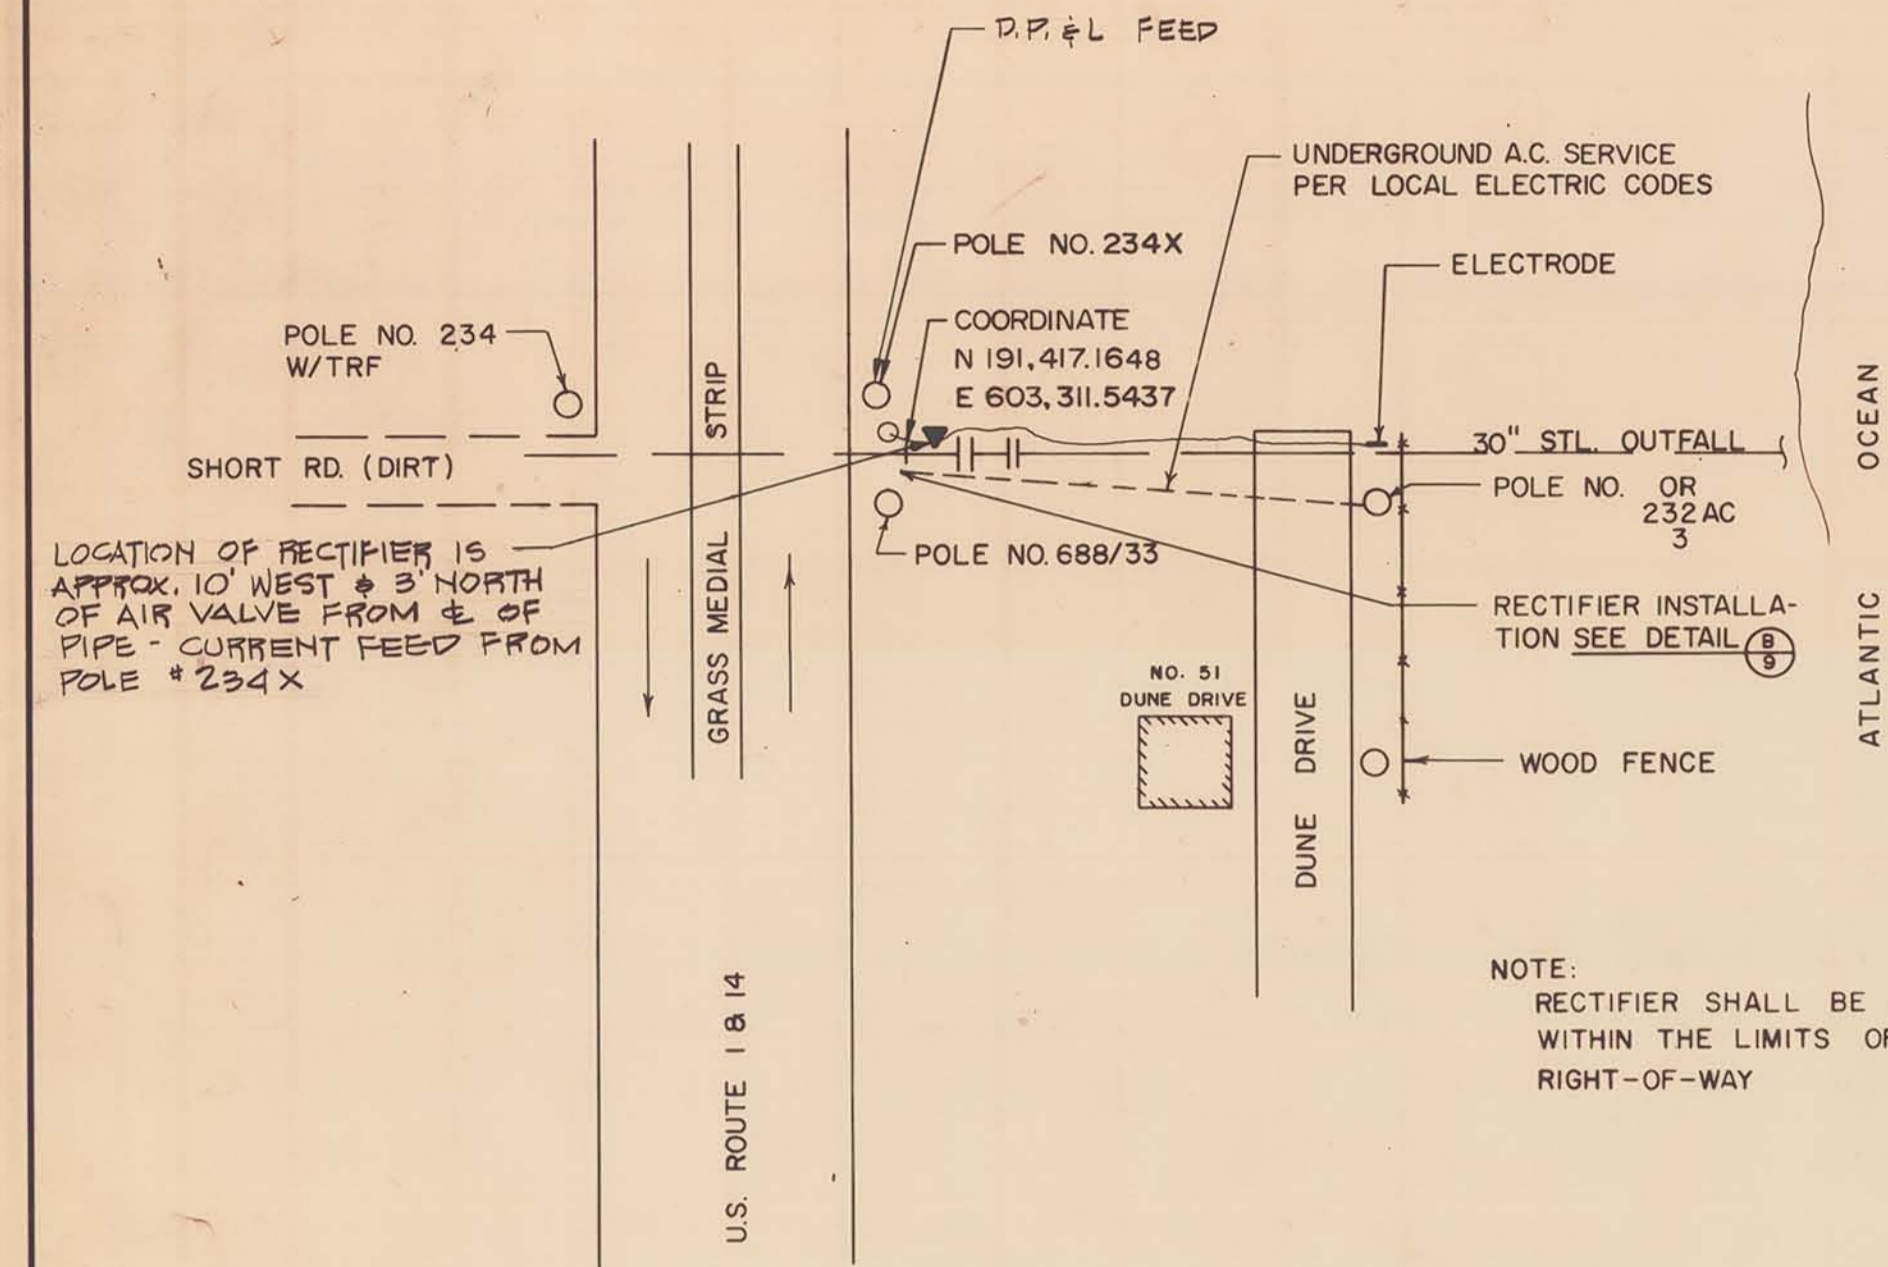 D.P. & L FEED
UNDERGROUND A.C. SERVICE
PER LOCAL ELECTRIC CODES
POLE NO. 234X
ELECTRODE
COORDINATE
N 191,417.1648
E 603,311.5437
POLE NO. 234
W/TRF
GRASS MEDIAL STRIP
SHORT RD. (DIRT)
30" STL. OUTFALL
ATLANTIC OCEAN
POLE NO. OR
232AC
3
POLE NO. 688/33
LOCATION OF RECTIFIER IS
APPROX. 10' WEST & 3' NORTH
OF AIR VALVE FROM ℄ OF
PIPE - CURRENT FEED FROM
POLE # 234X
RECTIFIER INSTALLA-
TION SEE DETAIL B
9
NO. 51
DUNE DRIVE
DUNE DRIVE
WOOD FENCE
NOTE:
RECTIFIER SHALL BE
WITHIN THE LIMITS OF
RIGHT-OF-WAY
U.S. ROUTE 1 & 14